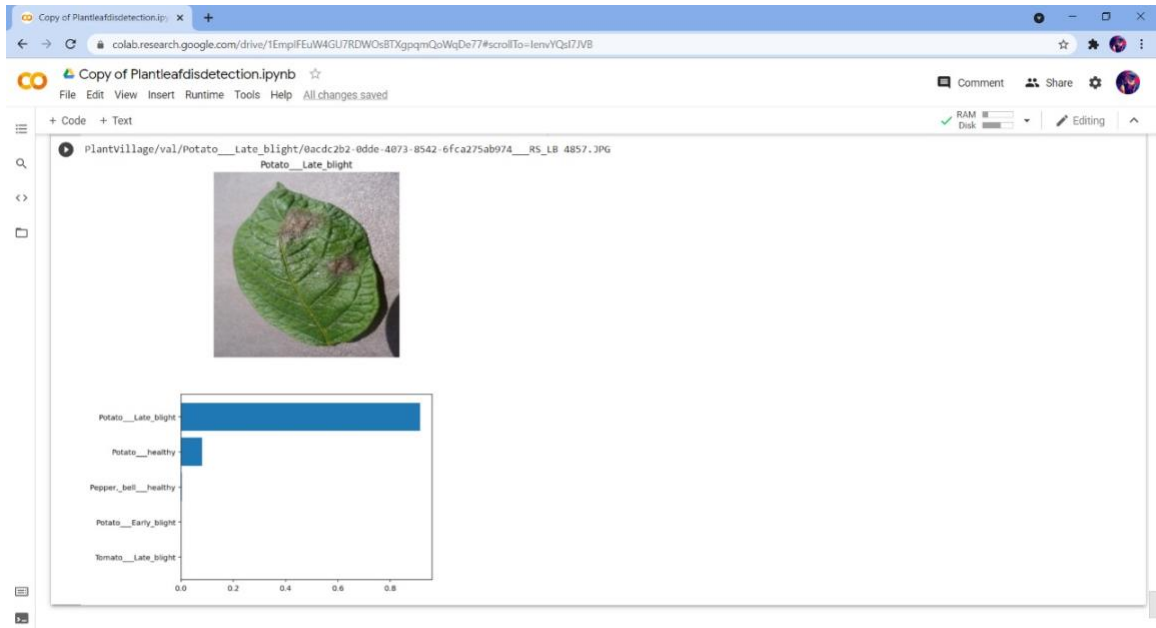 Copy of Plantleafdisdetection.ipy
colab.research.google.com/drive/1EmpIFEuW4GU7RDWOsBTXgpqmQoWqDe77#scrollTo=IenvYQsI7JVB
Copy of Plantleafdisdetection.ipynb
File Edit View Insert Runtime Tools Help All changes saved
Comment Share
+ Code + Text
RAM
Disk
Editing
PlantVillage/val/Potato___Late_blight/0acdc2b2-0dde-4073-8542-6fca275ab974___RS_LB 4857.JPG
Potato___Late_blight
Potato___Late_blight
Potato___healthy
Pepper,_bell___healthy
Potato___Early_blight
Tomato___Late_blight
0.0 0.2 0.4 0.6 0.8